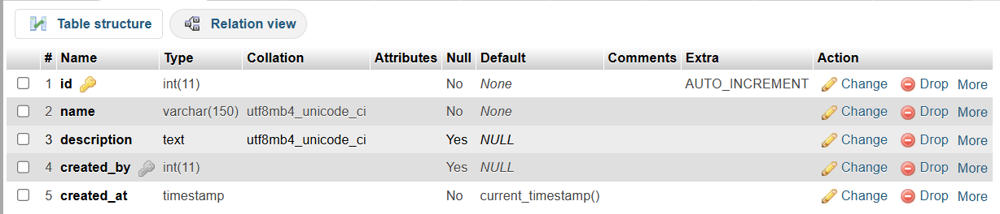 Table structure Relation view
# Name Type Collation Attributes Null Default Comments Extra Action
1 id int(11) No None AUTO_INCREMENT Change Drop More
2 name varchar(150) utf8mb4_unicode_ci No None Change Drop More
3 description text utf8mb4_unicode_ci Yes NULL Change Drop More
4 created_by int(11) Yes NULL Change Drop More
5 created_at timestamp No current_timestamp() Change Drop More